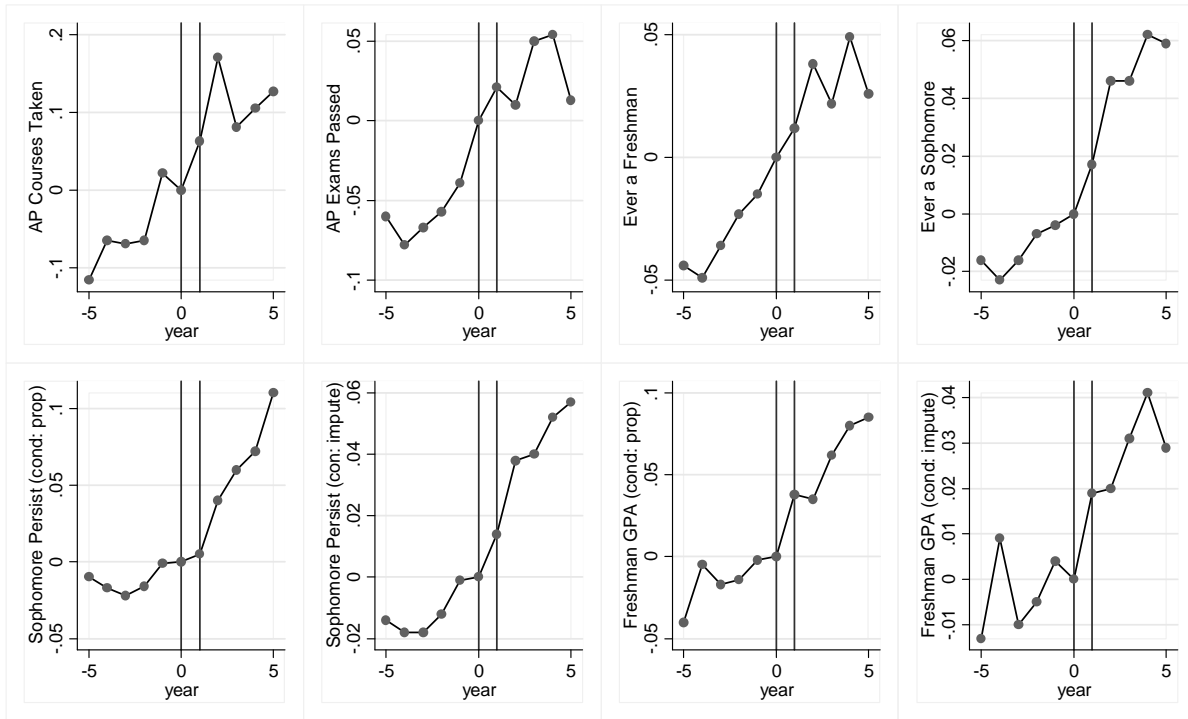 AP Courses Taken
.2
.1
0
-.1
-5 0 5
year
AP Exams Passed
.05
0
-.05
-.1
-5 0 5
year
Ever a Freshman
.05
0
-.05
-5 0 5
year
Ever a Sophomore
.06
.04
.02
0
-.02
-5 0 5
year
Sophomore Persist (cond: prop)
.1
.05
0
-.05
-5 0 5
year
Sophomore Persist (con: impute)
.06
.04
.02
0
-.02
-5 0 5
year
Freshman GPA (cond: prop)
.1
.05
0
-.05
-5 0 5
year
Freshman GPA (cond: impute)
.04
.03
.02
.01
0
-.01
-5 0 5
year